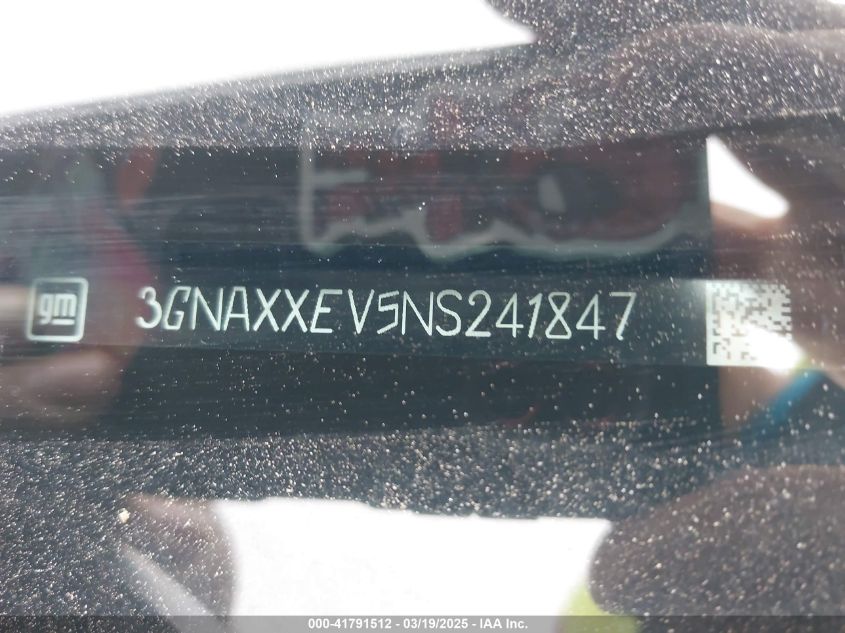 gm 3GNAXXEV5NS241847
000-41791512 - 03/19/2025 - IAA Inc.